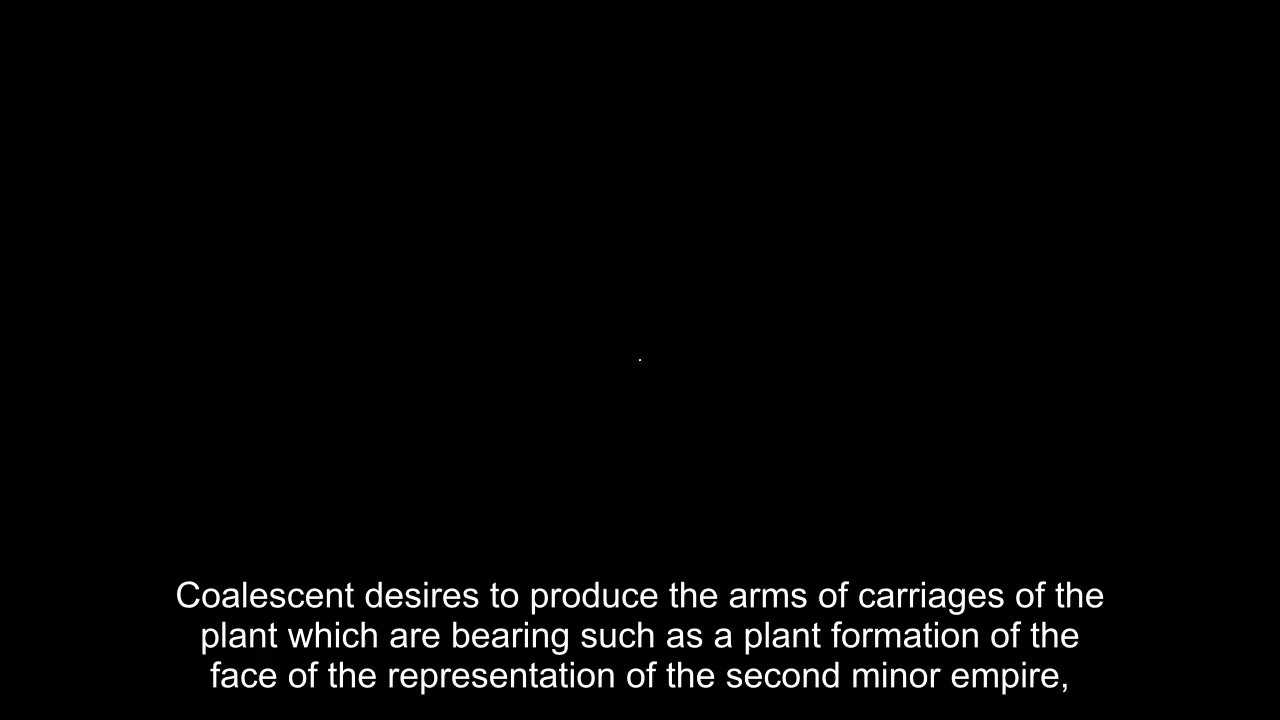 Coalescent desires to produce the arms of carriages of the
plant which are bearing such as a plant formation of the
face of the representation of the second minor empire,